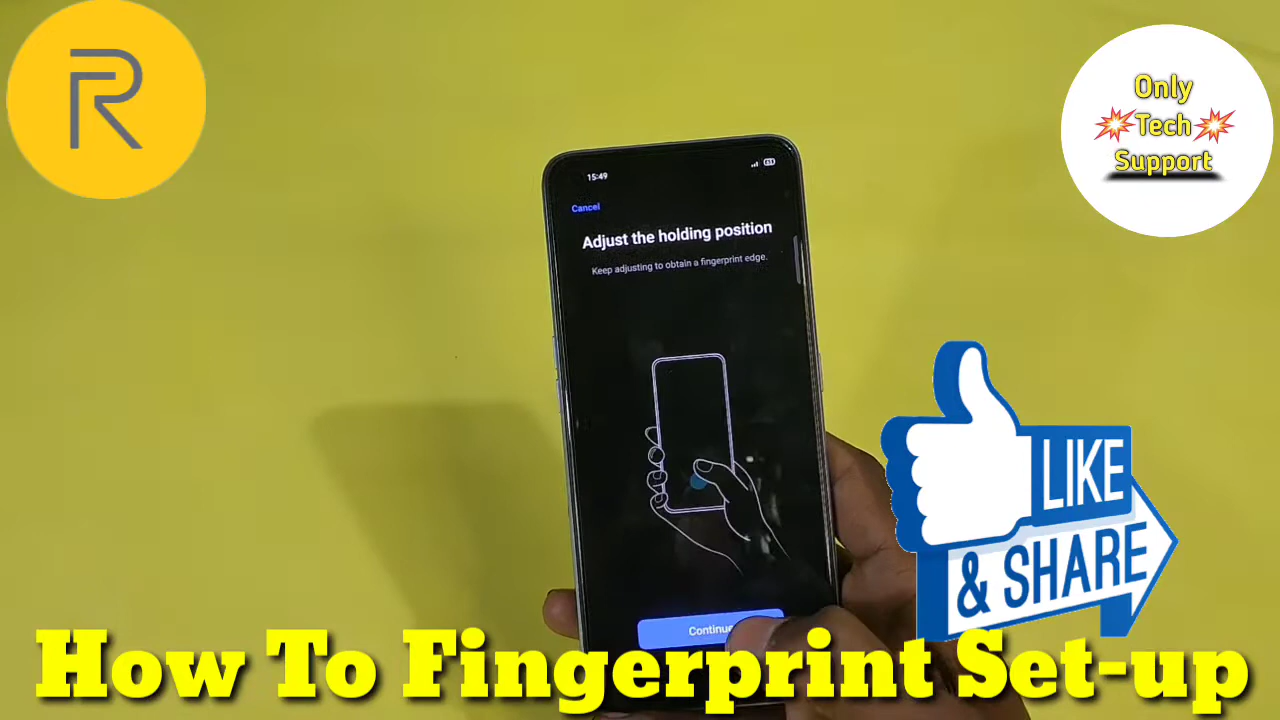 R
Only
Tech
Support
15:49
Cancel
Adjust the holding position
Keep adjusting to obtain a fingerprint edge.
LIKE
& SHARE
Continue
How To Fingerprint Set-up